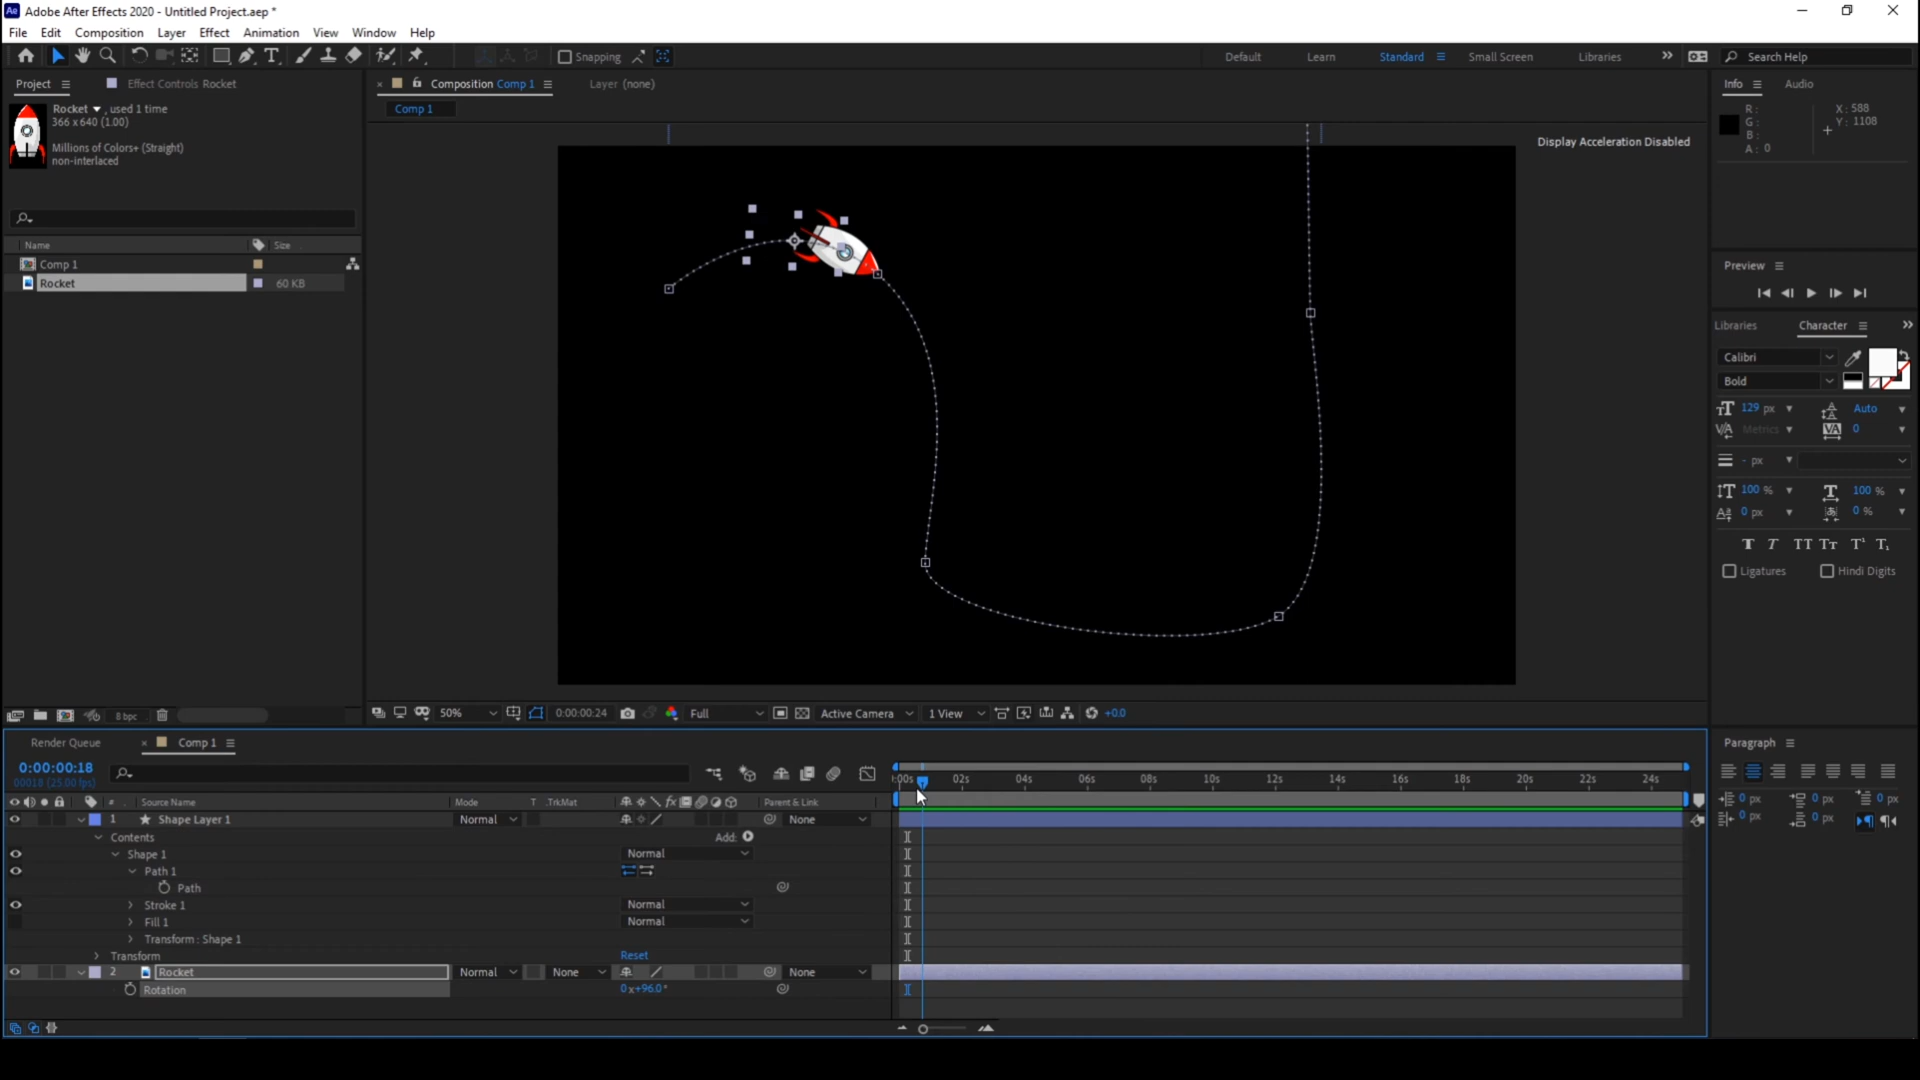 Adobe After Effects 2020 - Untitled Project.aep *
File Edit Composition Layer Effect Animation View Window Help
Snapping
Default Learn Standard Small Screen Libraries
Search Help
Project Effect Controls Rocket
Rocket , used 1 time
366 x 640 (1.00)
Millions of Colors+ (Straight)
non-interlaced
Name Size
Comp 1
Rocket 60 KB
8 bpc
Composition Comp 1 Layer (none)
Comp 1
Display Acceleration Disabled
50% 0:00:00:24 Full Active Camera 1 View +0.0
Info Audio
R : X : 588
G : Y : 1108
B :
A : 0
Preview
Libraries Character
Calibri
Bold
129 px Auto
Metrics 0
- px
100 % 100 %
0 px 0 %
Ligatures Hindi Digits
Render Queue Comp 1
0:00:00:18
00018 (25.00 fps)
# Source Name Mode T .TrkMat Parent & Link
1 Shape Layer 1 Normal None
Contents Add:
Shape 1 Normal
Path 1
Path
Stroke 1 Normal
Fill 1 Normal
Transform : Shape 1
Transform Reset
2 Rocket Normal None None
Rotation 0x+96.0°
:00s 02s 04s 06s 08s 10s 12s 14s 16s 18s 20s 22s 24s
Paragraph
0 px 0 px 0 px
0 px 0 px